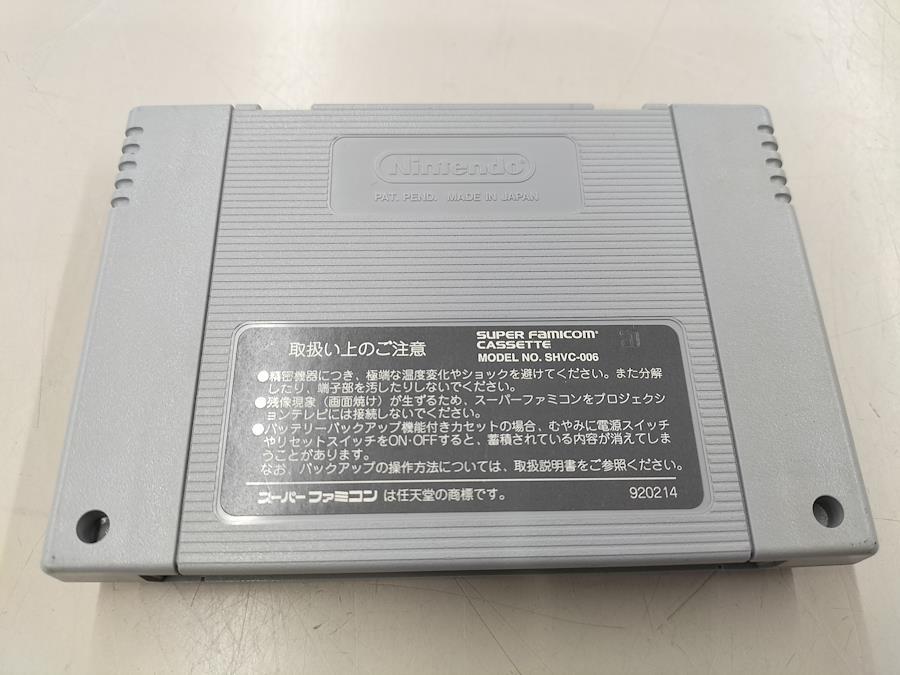 Nintendo®
PAT. PEND. MADE IN JAPAN
取扱い上のご注意
SUPER FAMICOM®
CASSETTE
MODEL NO. SHVC-006
●精密機器につき、極端な温度変化やショックを避けてください。また分解
したり、端子部を汚したりしないでください。
●残像現象（画面焼け）が生ずるため、スーパーファミコンをプロジェクシ
ョンテレビには接続しないでください。
●バッテリーバックアップ機能付きカセットの場合、むやみに電源スイッチ
やリセットスイッチをON・OFFすると、蓄積されている内容が消えてしま
うことがあります。
なお、バックアップの操作方法については、取扱説明書をご参照ください。
スーパーファミコンは任天堂の商標です。
920214